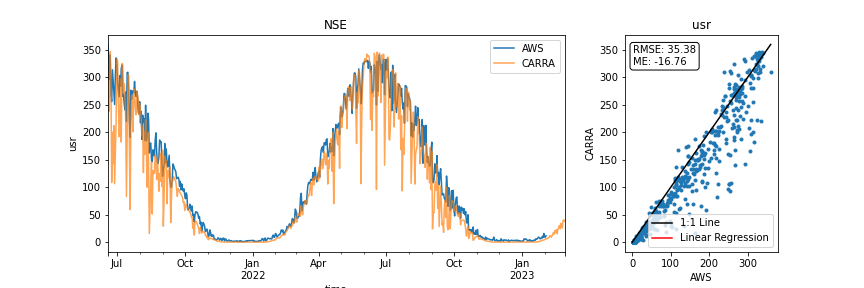 NSE
usr
350
300
250
200
150
100
50
0
AWS
CARRA
Jul
Oct
Jan
2022
Apr
Jul
Oct
Jan
2023
time
usr
CARRA
350
300
250
200
150
100
50
0
RMSE: 35.38
ME: -16.76
1:1 Line
Linear Regression
0
100
200
300
AWS